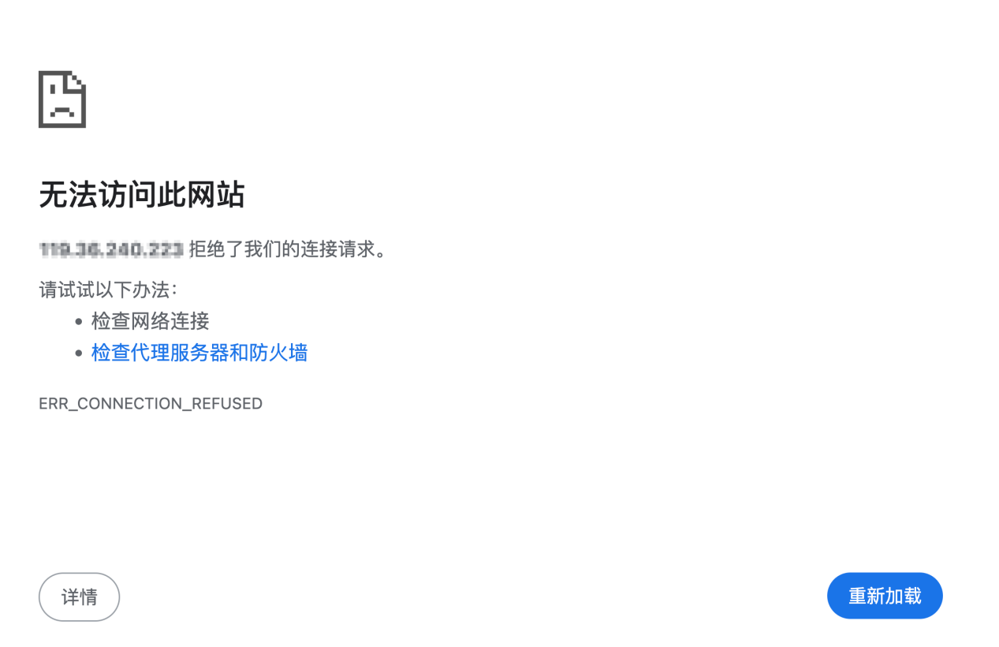 无法访问此网站
拒绝了我们的连接请求。
请试试以下办法：
检查网络连接
检查代理服务器和防火墙
ERR_CONNECTION_REFUSED
详情
重新加载